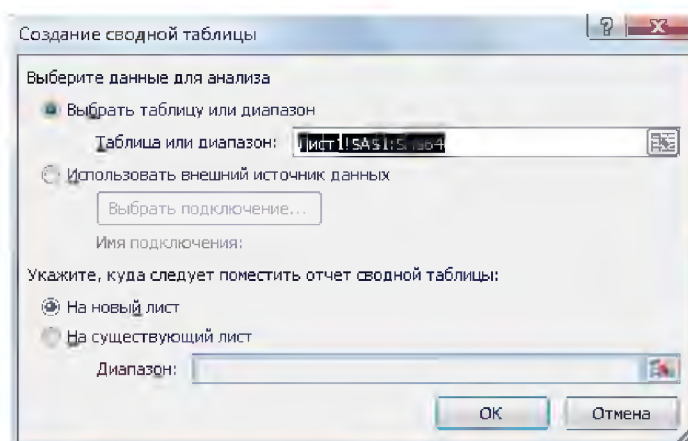 Создание сводной таблицы
Выберите данные для анализа
Выбрать таблицу или диапазон
Таблица или диапазон:
Использовать внешний источник данных
Выбрать подключение...
Имя подключения:
Укажите, куда следует поместить отчет сводной таблицы:
На новый лист
На существующий лист
Диапазон:
ОК Отмена